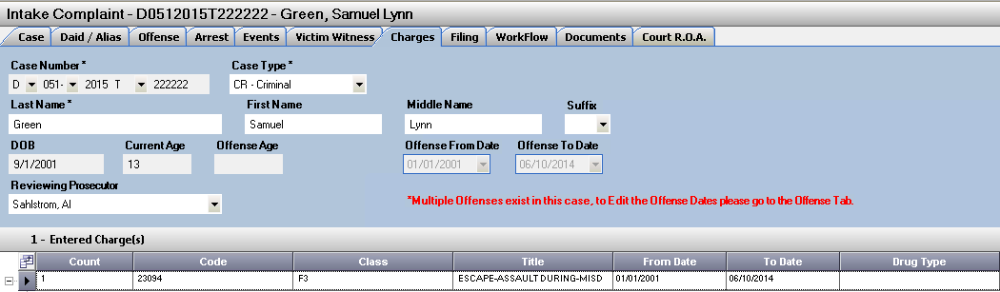 Intake Complaint - D0512015T222222 - Green, Samuel Lynn
Case Daid / Alias Offense Arrest Events Victim Witness Charges Filing WorkFlow Documents Court R.O.A.
Case Number * Case Type *
D 051- 2015 T 222222 CR - Criminal
Last Name * First Name Middle Name Suffix
Green Samuel Lynn
DOB Current Age Offense Age Offense From Date Offense To Date
9/1/2001 13 01/01/2001 06/10/2014
Reviewing Prosecutor
Sahlstrom, Al *Multiple Offenses exist in this case, to Edit the Offense Dates please go to the Offense Tab.
1 - Entered Charge(s)
Count Code Class Title From Date To Date Drug Type
1 23094 F3 ESCAPE-ASSAULT DURING-MISD 01/01/2001 06/10/2014